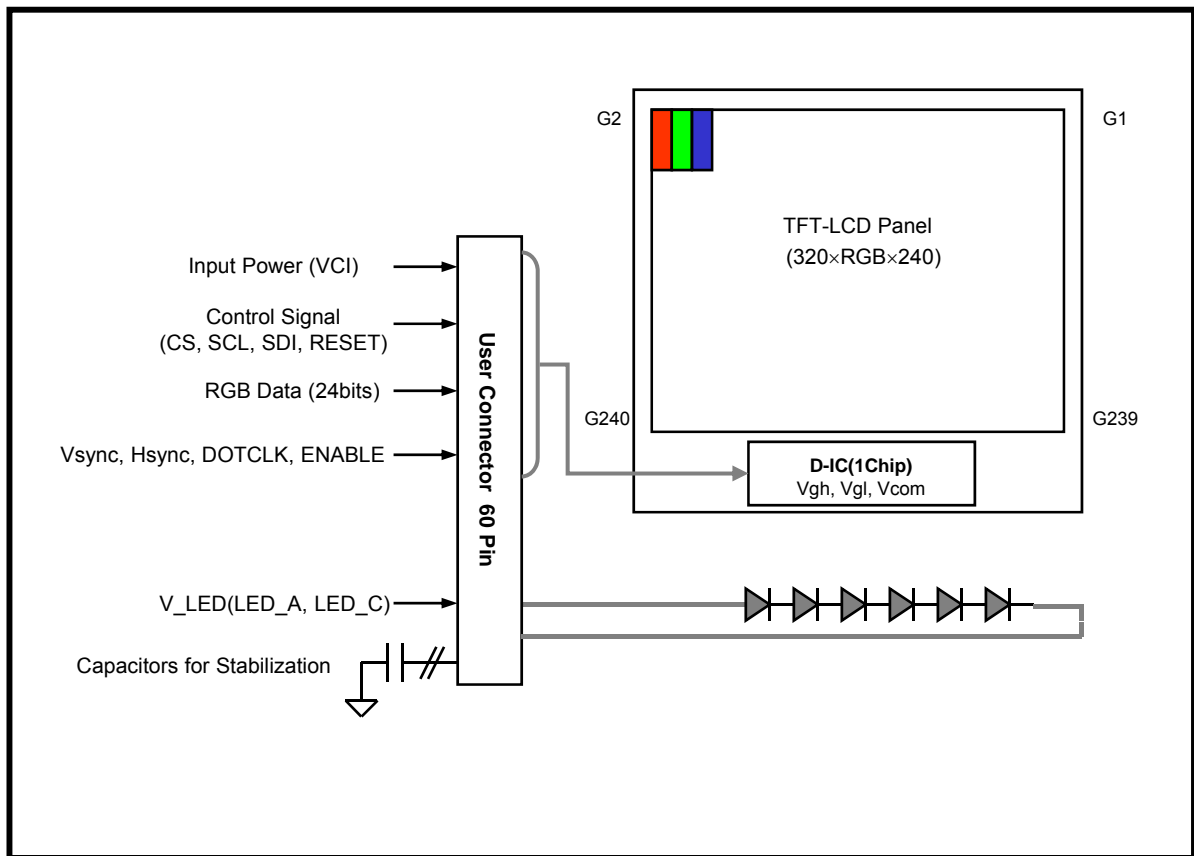 G2
G1
TFT-LCD Panel
(320×RGB×240)
Input Power (VCI)
Control Signal
(CS, SCL, SDI, RESET)
RGB Data (24bits)
Vsync, Hsync, DOTCLK, ENABLE
User Connector 60 Pin
G240
G239
D-IC(1Chip)
Vgh, Vgl, Vcom
V_LED(LED_A, LED_C)
Capacitors for Stabilization